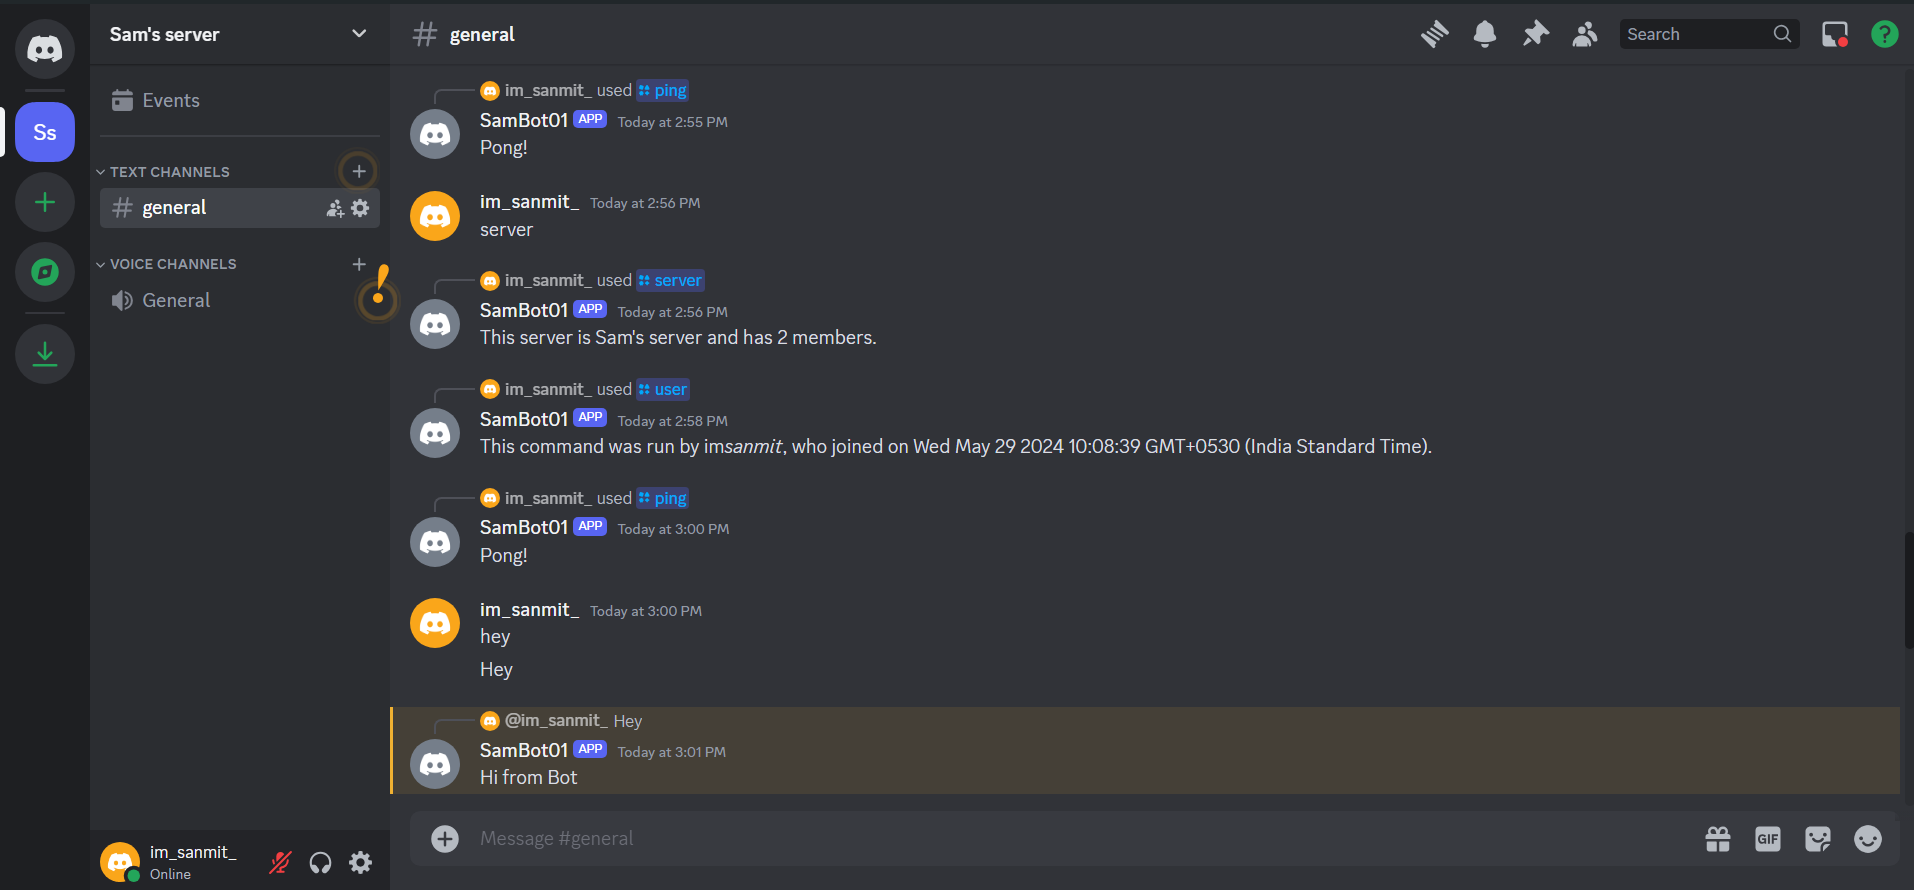 Sam's server
general
Search
Ss
Events
TEXT CHANNELS
general
VOICE CHANNELS
General
im_sanmit_ used ping
SamBot01 APP Today at 2:55 PM
Pong!
im_sanmit_ Today at 2:56 PM
server
im_sanmit_ used server
SamBot01 APP Today at 2:56 PM
This server is Sam's server and has 2 members.
im_sanmit_ used user
SamBot01 APP Today at 2:58 PM
This command was run by imsanmit, who joined on Wed May 29 2024 10:08:39 GMT+0530 (India Standard Time).
im_sanmit_ used ping
SamBot01 APP Today at 3:00 PM
Pong!
im_sanmit_ Today at 3:00 PM
hey
Hey
@im_sanmit_ Hey
SamBot01 APP Today at 3:01 PM
Hi from Bot
Message #general
GIF
im_sanmit_
Online